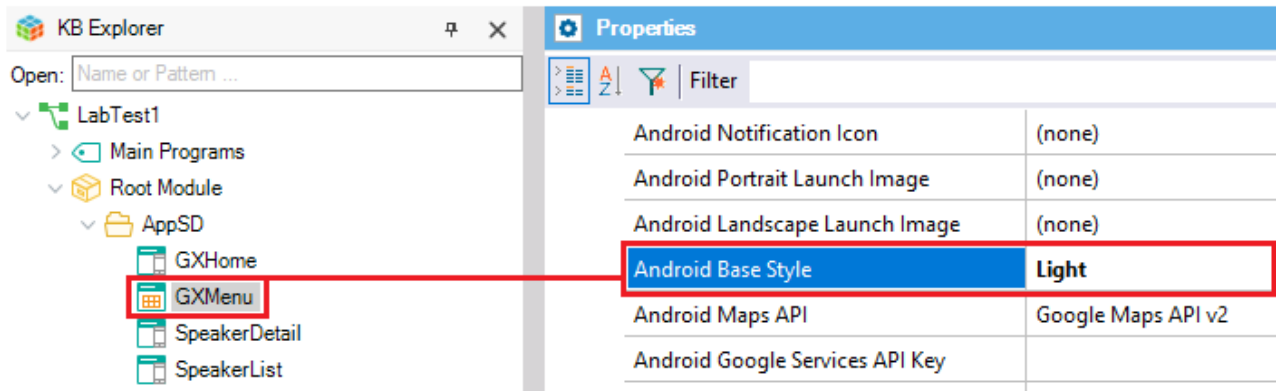 KB Explorer
Open: Name or Pattern ...
LabTest1
Main Programs
Root Module
AppSD
GXHome
GXMenu
SpeakerDetail
SpeakerList
Properties
A Z Filter
Android Notification Icon (none)
Android Portrait Launch Image (none)
Android Landscape Launch Image (none)
Android Base Style Light
Android Maps API Google Maps API v2
Android Google Services API Key